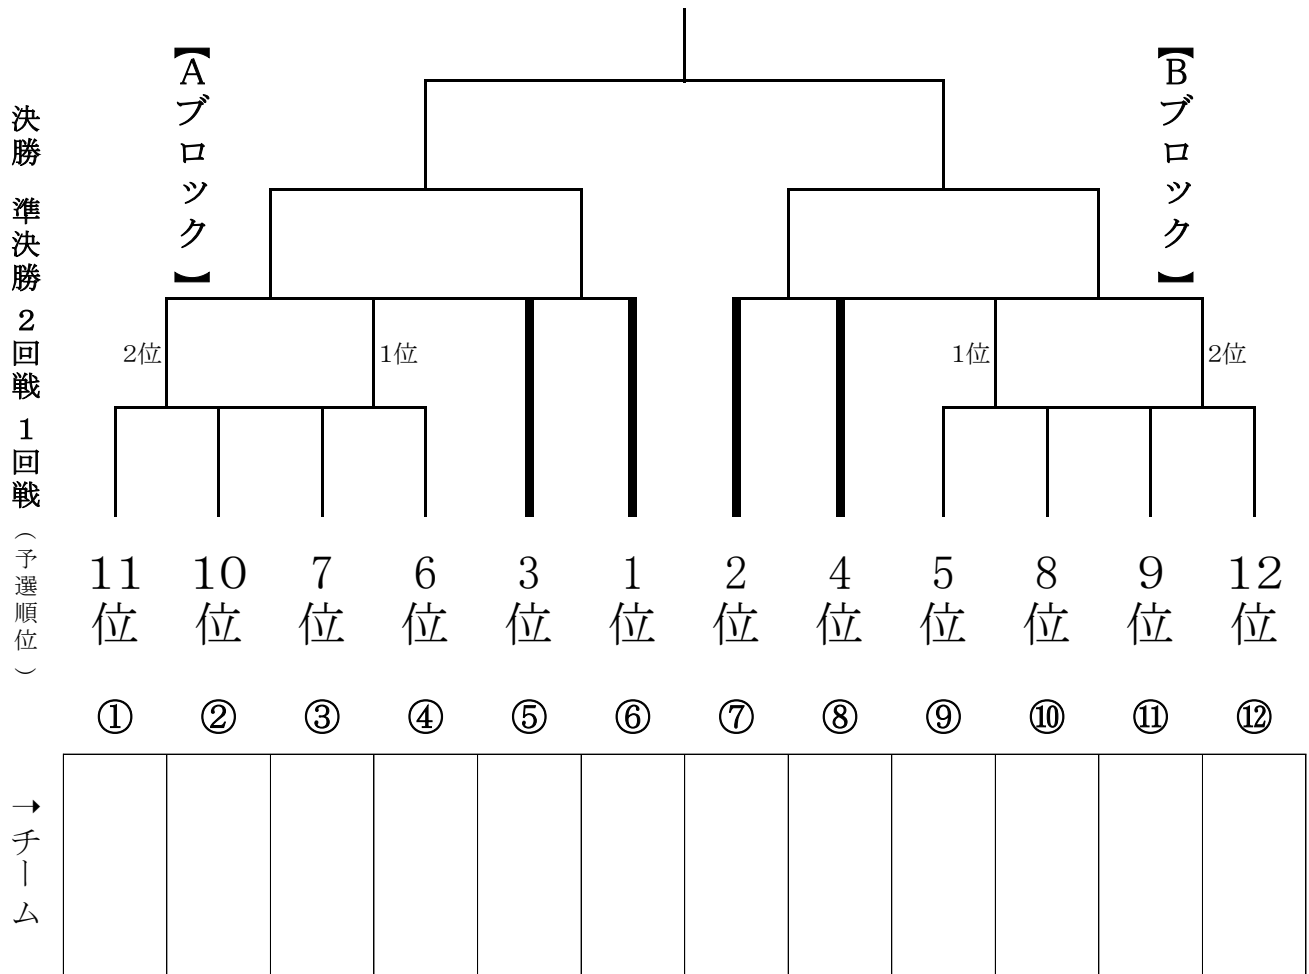 【Aブロック】
【Bブロック】
決勝
準決勝
2回戦
2位
1位
1位
2位
1回戦
（予選順位）
11位
10位
7位
6位
3位
1位
2位
4位
5位
8位
9位
12位
① ② ③ ④ ⑤ ⑥ ⑦ ⑧ ⑨ ⑩ ⑪ ⑫
→チーム